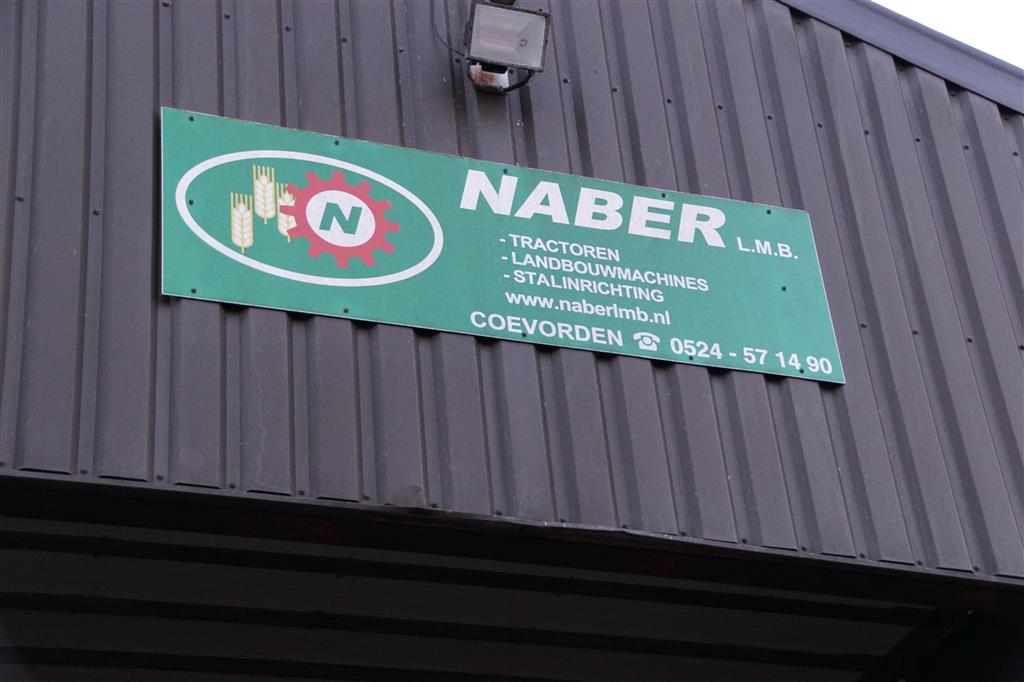 N
NABER L.M.B.
- TRACTOREN
- LANDBOUWMACHINES
- STALINRICHTING
www.naberlmb.nl
COEVORDEN ☎ 0524 - 57 14 90